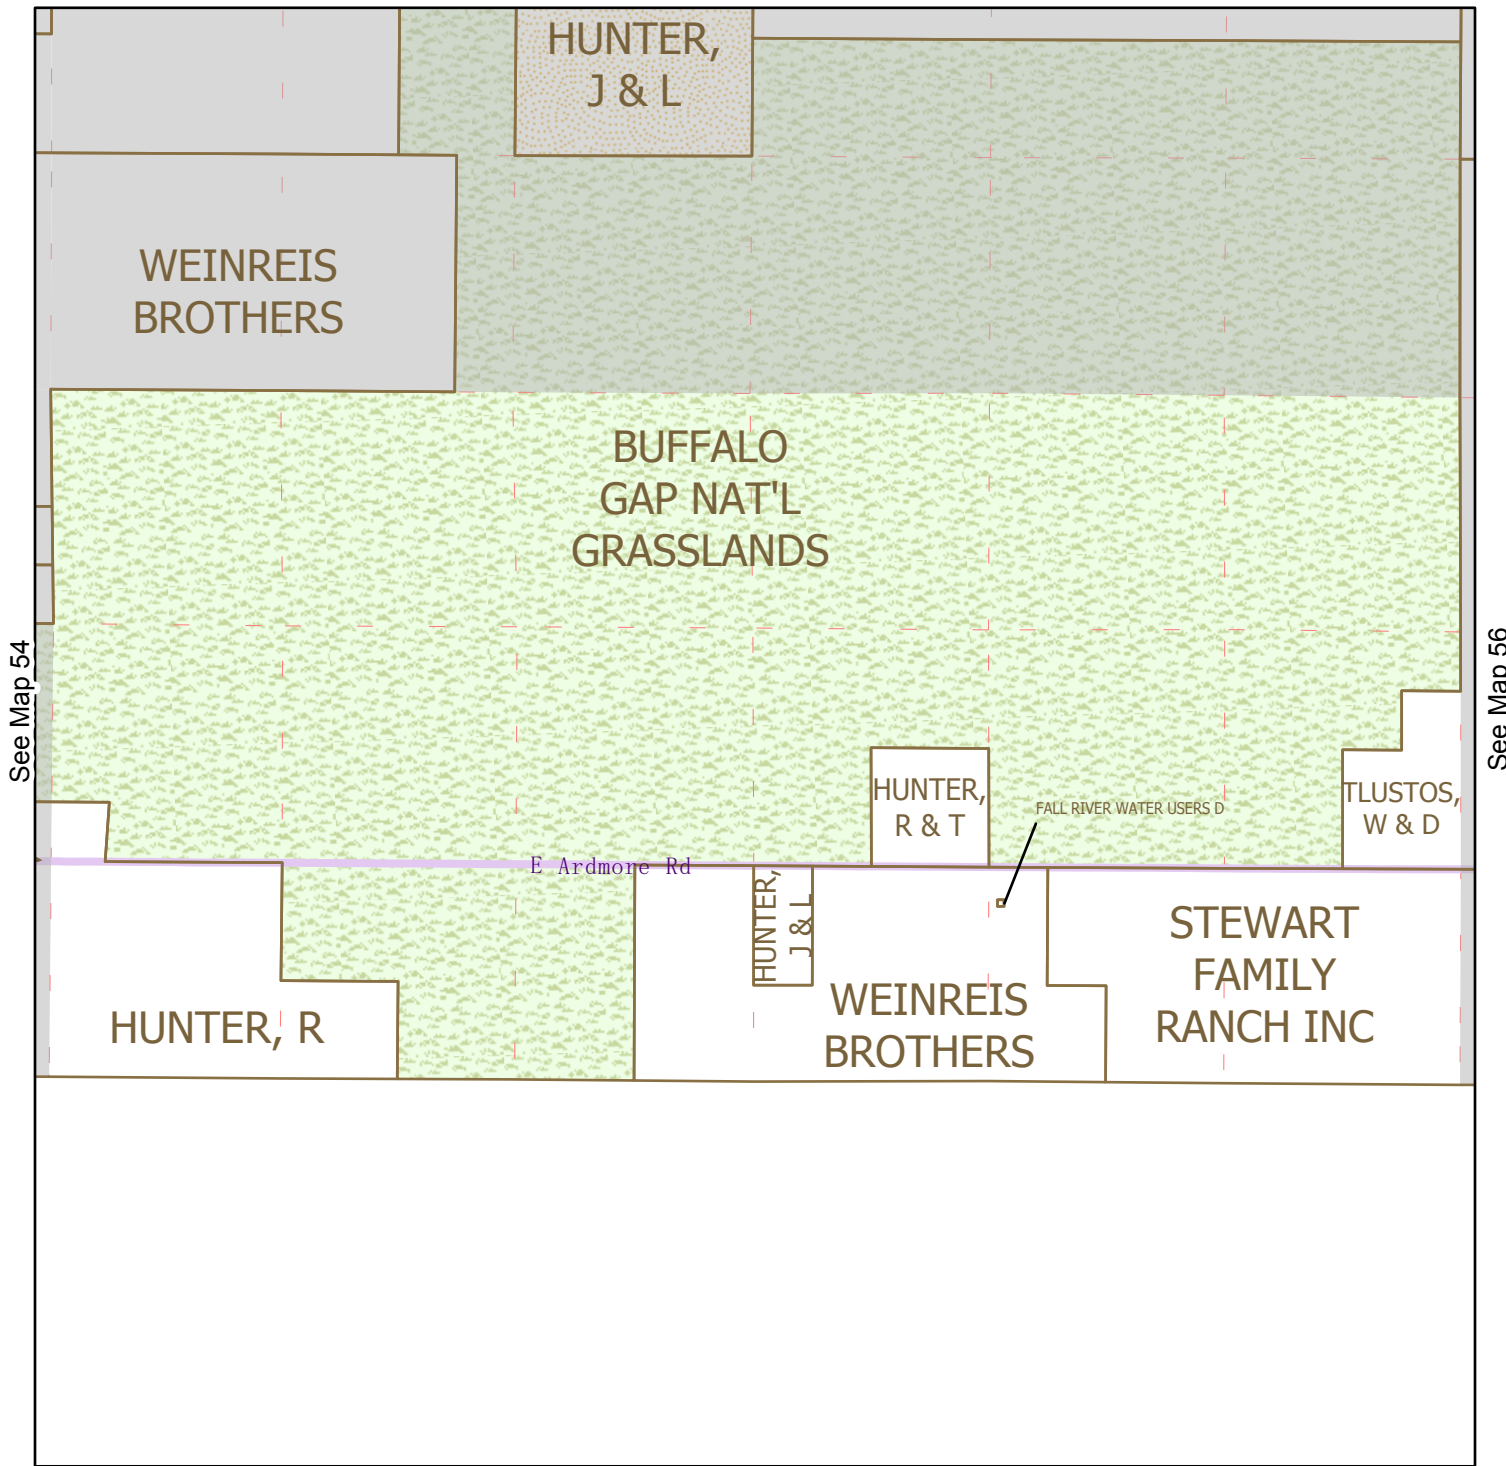 HUNTER,
J & L
WEINREIS
BROTHERS
BUFFALO
GAP NAT'L
GRASSLANDS
See Map 54
See Map 56
HUNTER,
R & T
FALL RIVER WATER USERS D
TLUSTOS,
W & D
E Ardmore Rd
HUNTER,
J & L
STEWART
FAMILY
RANCH INC
WEINREIS
BROTHERS
HUNTER, R